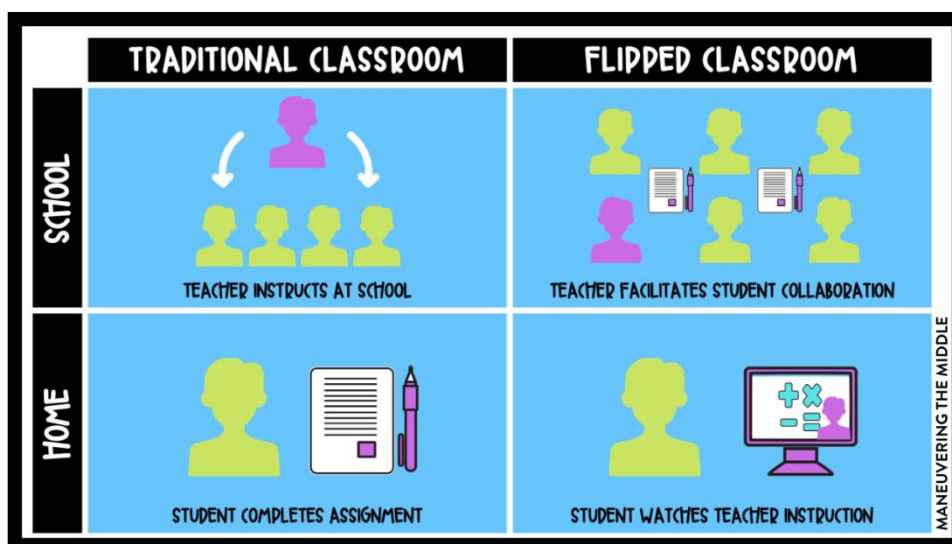 TRADITIONAL CLASSROOM
FLIPPED CLASSROOM
SCHOOL
TEACHER INSTRUCTS AT SCHOOL
TEACHER FACILITATES STUDENT COLLABORATION
HOME
STUDENT COMPLETES ASSIGNMENT
STUDENT WATCHES TEACHER INSTRUCTION
MANEUVERING THE MIDDLE